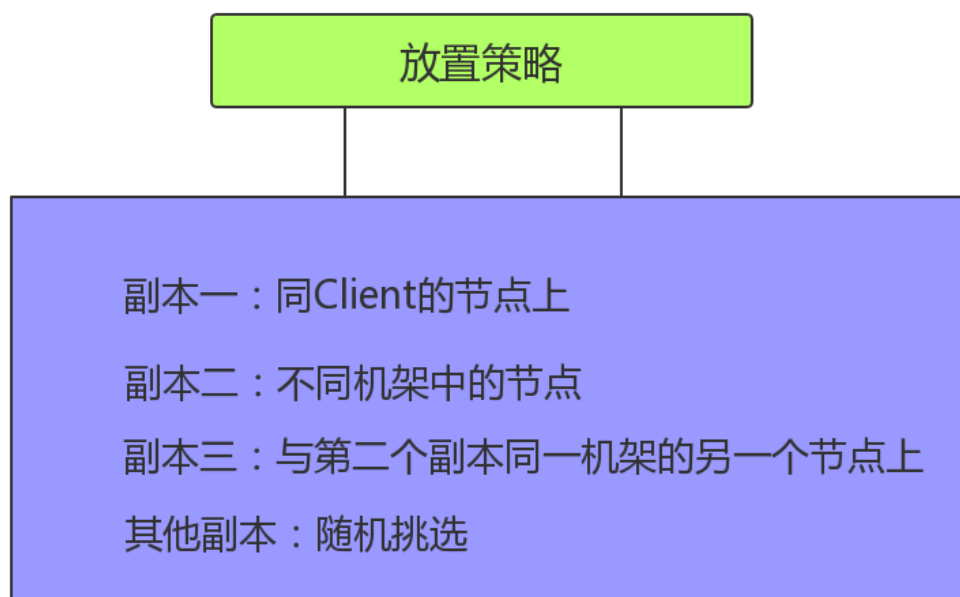 放置策略
副本一：同Client的节点上
副本二：不同机架中的节点
副本三：与第二个副本同一机架的另一个节点上
其他副本：随机挑选